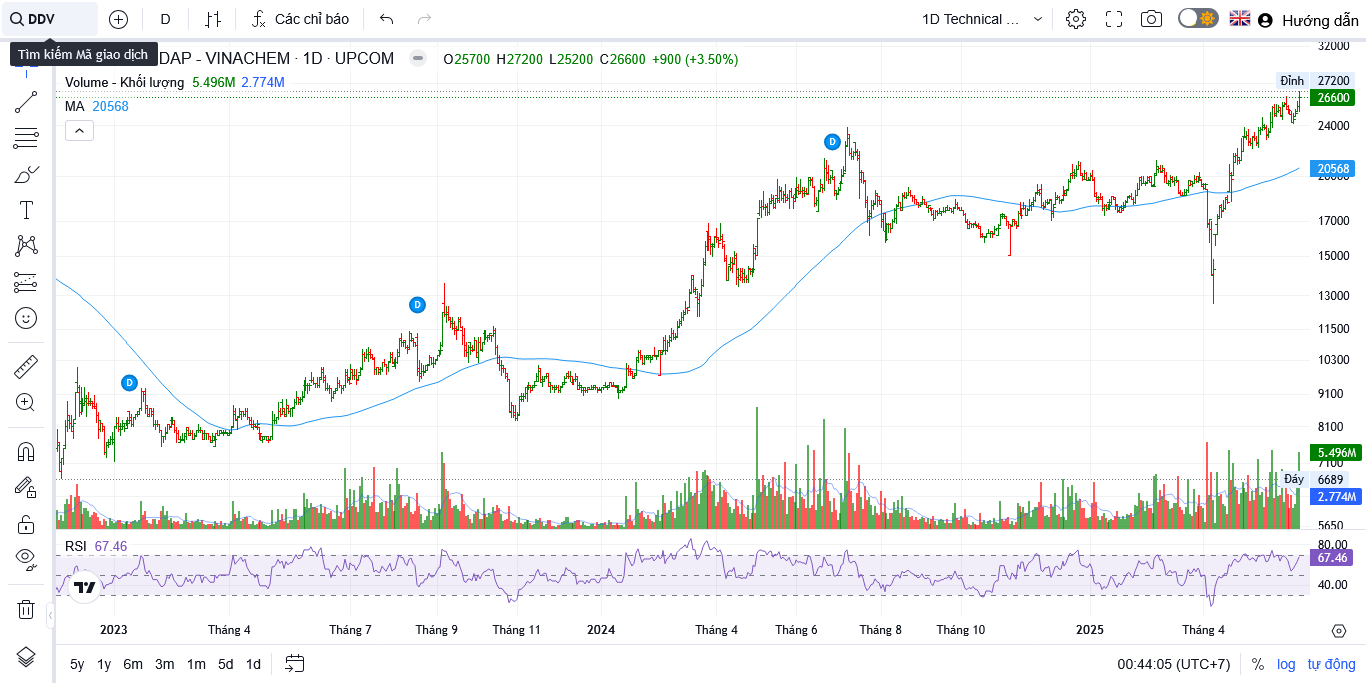 DDV
D
Các chỉ báo
1D Technical ...
Hướng dẫn
Tìm kiếm Mã giao dịch
DAP - VINACHEM · 1D · UPCOM
O25700 H27200 L25200 C26600 +900 (+3.50%)
Volume - Khối lượng 5.496M 2.774M
MA 20568
32000
Đỉnh 27200
26600
24000
20568
20000
17000
15000
13000
11500
10300
9100
8100
5.496M
7700
Đáy 6689
2.774M
5650
D
D
D
RSI 67.46
80.00
67.46
40.00
2023 Tháng 4 Tháng 7 Tháng 9 Tháng 11 2024 Tháng 4 Tháng 6 Tháng 8 Tháng 10 2025 Tháng 4
5y 1y 6m 3m 1m 5d 1d
00:44:05 (UTC+7) % log tự động